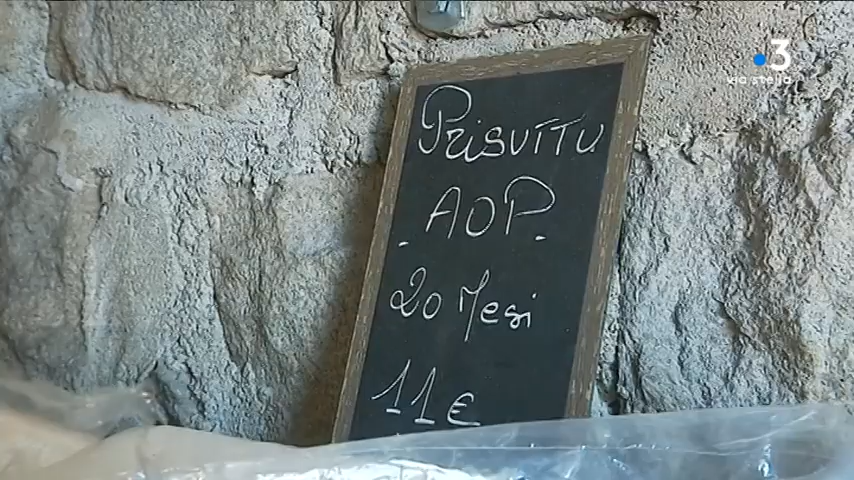 3
via stella
Prisuttu
.AOP.
20 Mesi
11 €